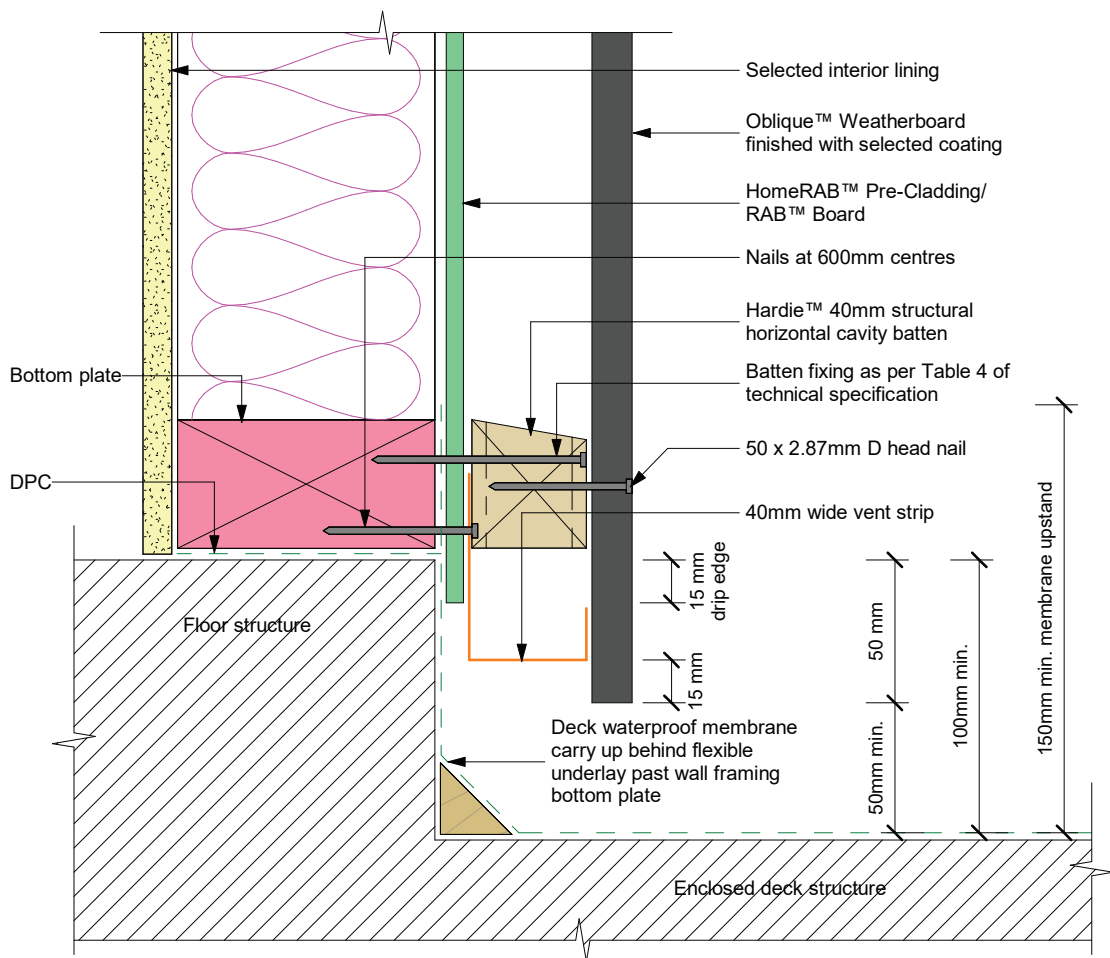 Selected interior lining
Oblique™ Weatherboard
finished with selected coating
HomeRAB™ Pre-Cladding/
RAB™ Board
Nails at 600mm centres
Hardie™ 40mm structural
horizontal cavity batten
Bottom plate
Batten fixing as per Table 4 of
technical specification
50 x 2.87mm D head nail
DPC
40mm wide vent strip
15 mm
drip edge
15 mm
50 mm
50mm min.
100mm min.
150mm min. membrane upstand
Floor structure
Deck waterproof membrane
carry up behind flexible
underlay past wall framing
bottom plate
Enclosed deck structure